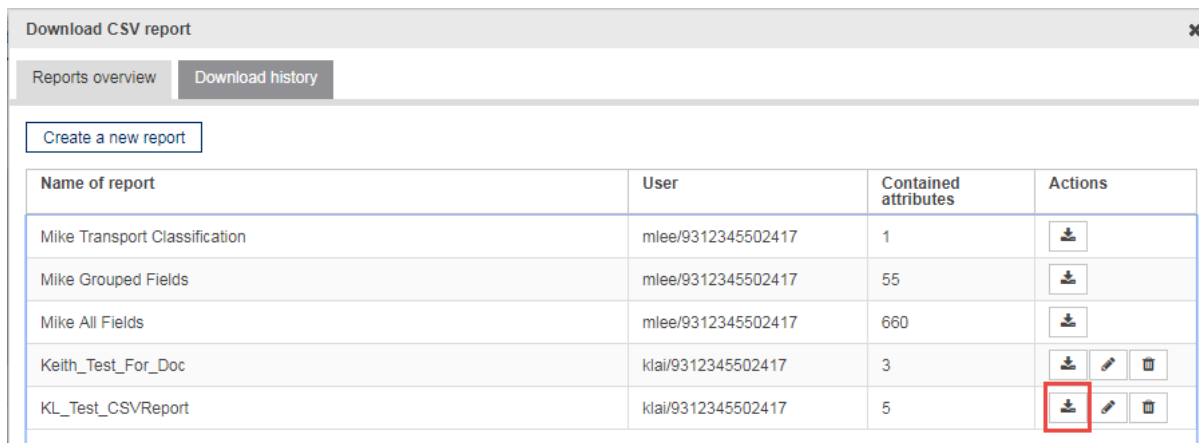 Download CSV report
Reports overview Download history
Create a new report
Name of report User Contained attributes Actions
Mike Transport Classification mlee/9312345502417 1
Mike Grouped Fields mlee/9312345502417 55
Mike All Fields mlee/9312345502417 660
Keith_Test_For_Doc klai/9312345502417 3
KL_Test_CSVReport klai/9312345502417 5